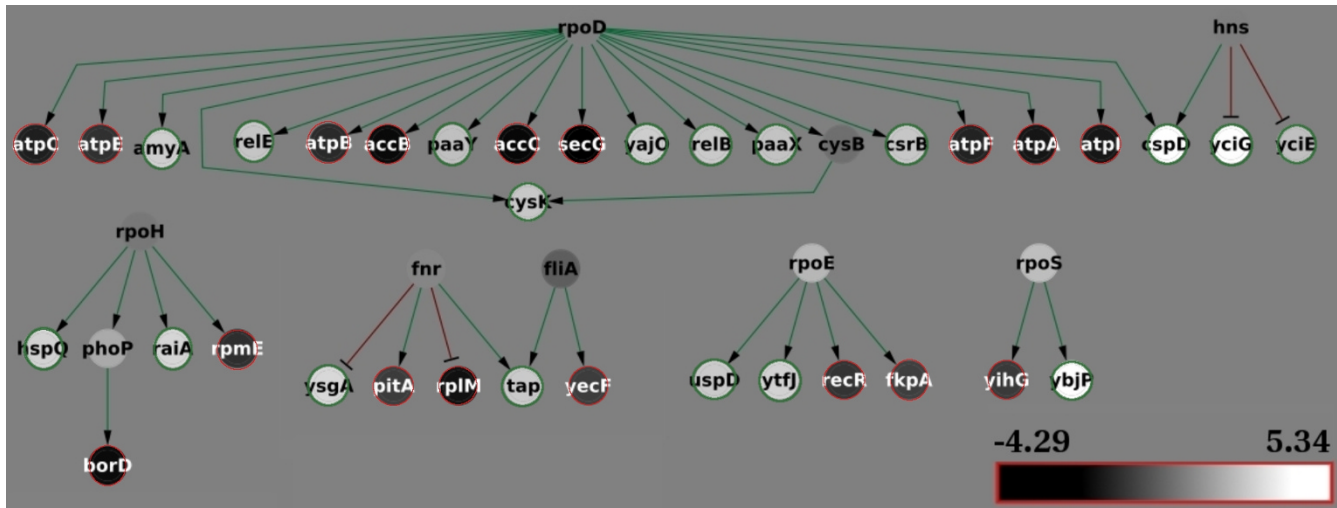 rpoD hns
atpC atpE amyA relE atpB accB paaY accC secG yajC relB paaX cysB csrB atpF atpA atpI cspD yciG yciE
cysK
rpoH fnr fliA rpoE rpoS
hspQ phoP raiA rpmE
ysgA pitA rplM tap yecF uspD ytfJ recR fkpA yihG ybjP
-4.29 5.34
borD